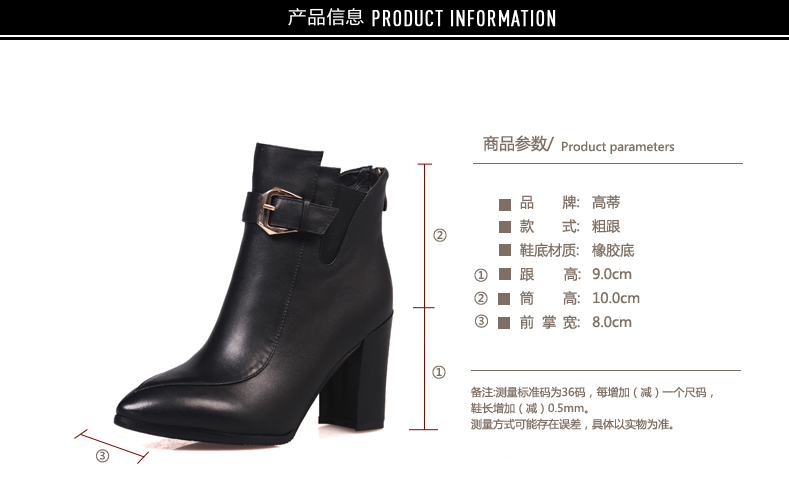 产品信息 PRODUCT INFORMATION
商品参数/ Product parameters
品 牌: 高蒂
款 式: 粗跟
鞋底材质: 橡胶底
① 跟 高: 9.0cm
② 筒 高: 10.0cm
③ 前 掌 宽: 8.0cm
②
①
③
备注:测量标准码为36码，每增加（减）一个尺码，
鞋长增加（减）0.5mm。
测量方式可能存在误差，具体以实物为准。